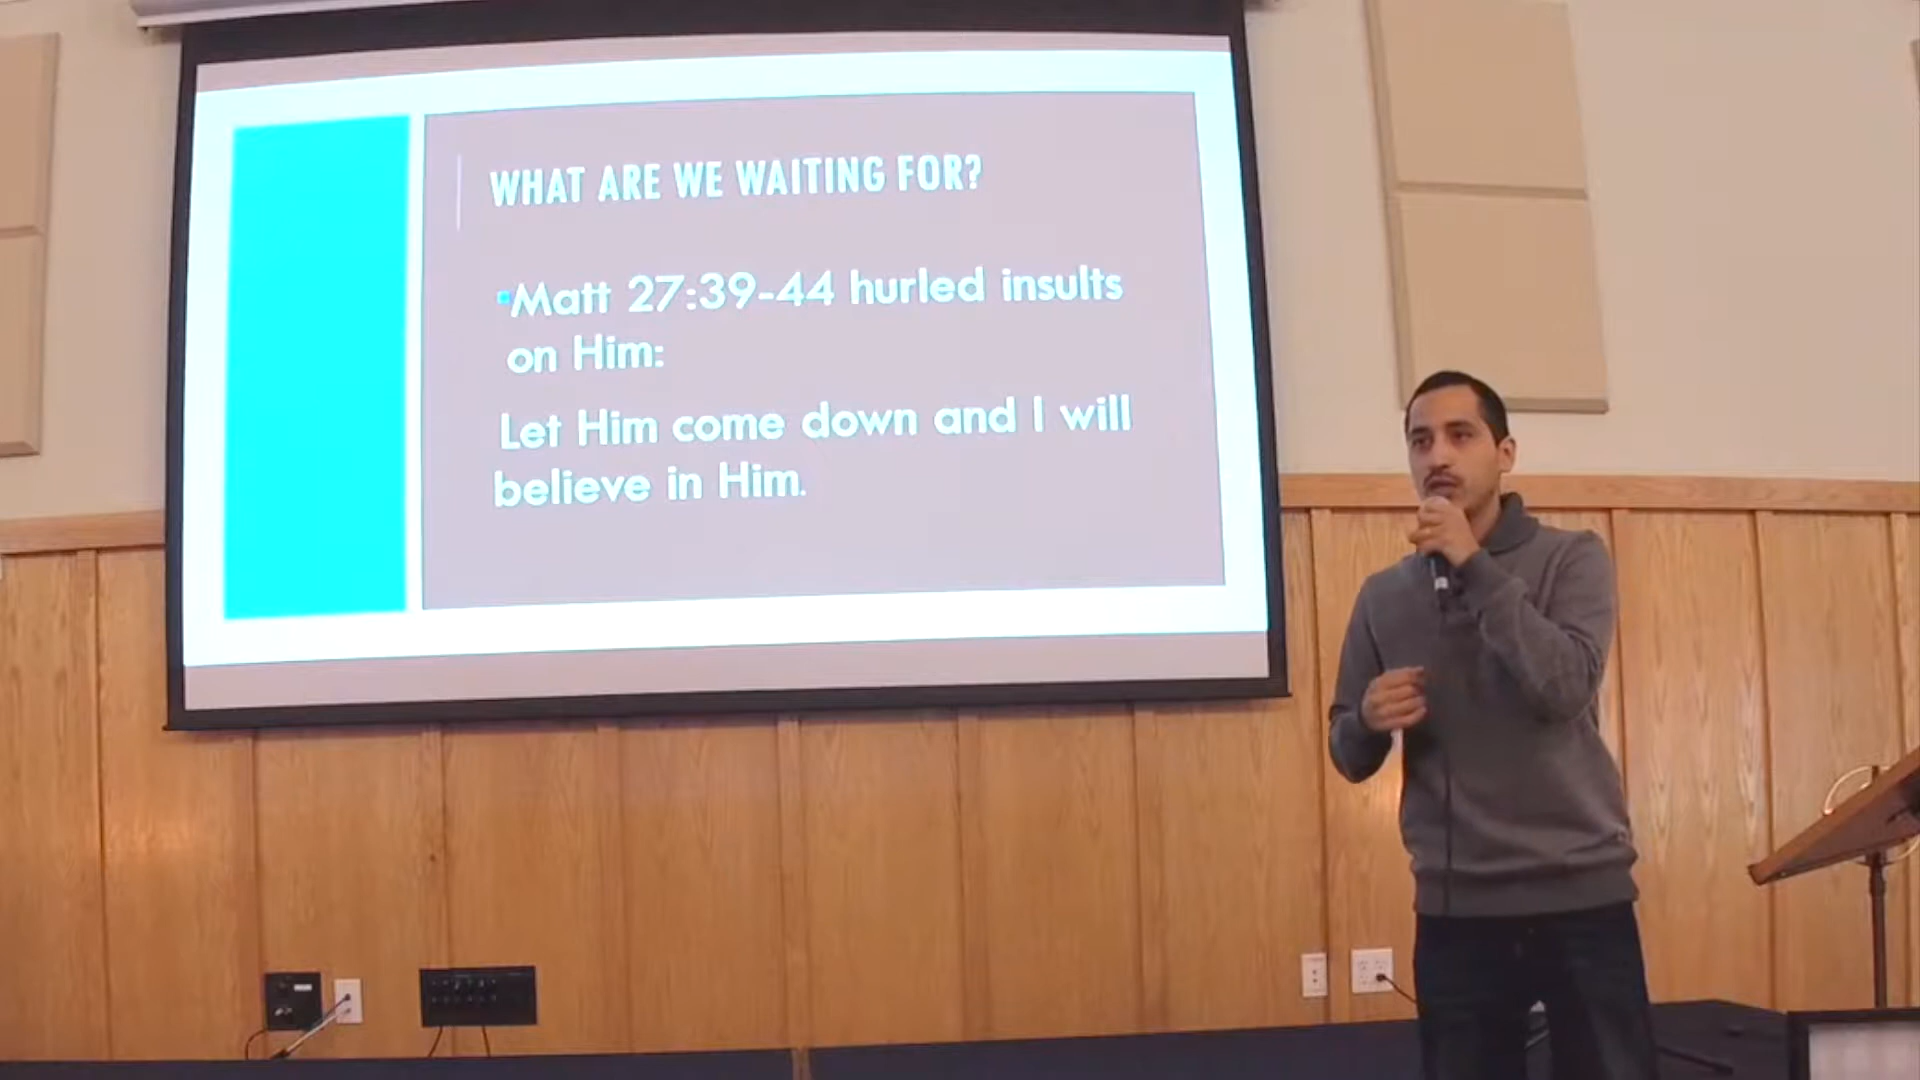 WHAT ARE WE WAITING FOR?
▪Matt 27:39-44 hurled insults
on Him:
Let Him come down and I will
believe in Him.